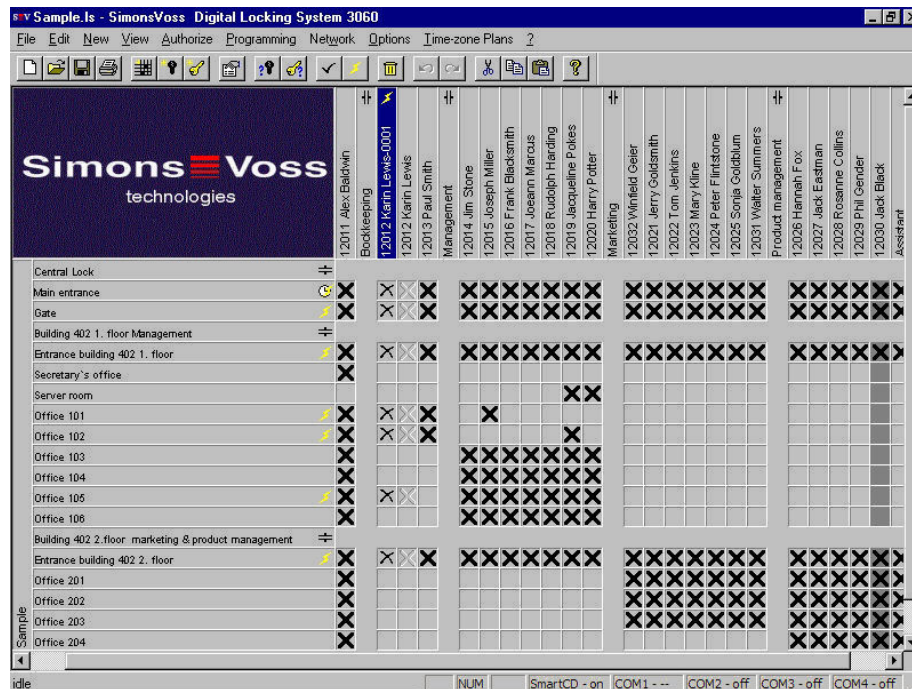 Sample.ls - SimonsVoss Digital Locking System 3060
File Edit New View Authorize Programming Network Options Time-zone Plans ?
Simons Voss
technologies
12011 Alex Baldwin
Bockkeeping
12012 Karin Lewis-0001
12012 Karin Lewis
12013 Paul Smith
Management
12014 Jim Stone
12015 Joseph Miller
12016 Frank Blacksmith
12017 Joeann Marcus
12018 Rudolph Harding
12019 Jacqueline Pokes
12020 Harry Potter
Marketing
12032 Winfield Geier
12021 Jerry Goldsmith
12022 Tom Jenkins
12023 Mary Kline
12024 Peter Flintstone
12025 Sonja Goldblum
12031 Walter Summers
Product management
12026 Hannah Fox
12027 Jack Eastman
12028 Rosanne Collins
12029 Phil Gender
12030 Jack Black
Assistant
Central Lock
Main entrance
Gate
Building 402 1. floor Management
Entrance building 402 1. floor
Secretary`s office
Server room
Office 101
Office 102
Office 103
Office 104
Office 105
Office 106
Building 402 2.floor marketing & product management
Entrance building 402 2. floor
Office 201
Office 202
Office 203
Office 204
Sample
idle NUM SmartCD - on COM1 - -- COM2 - off COM3 - off COM4 - off